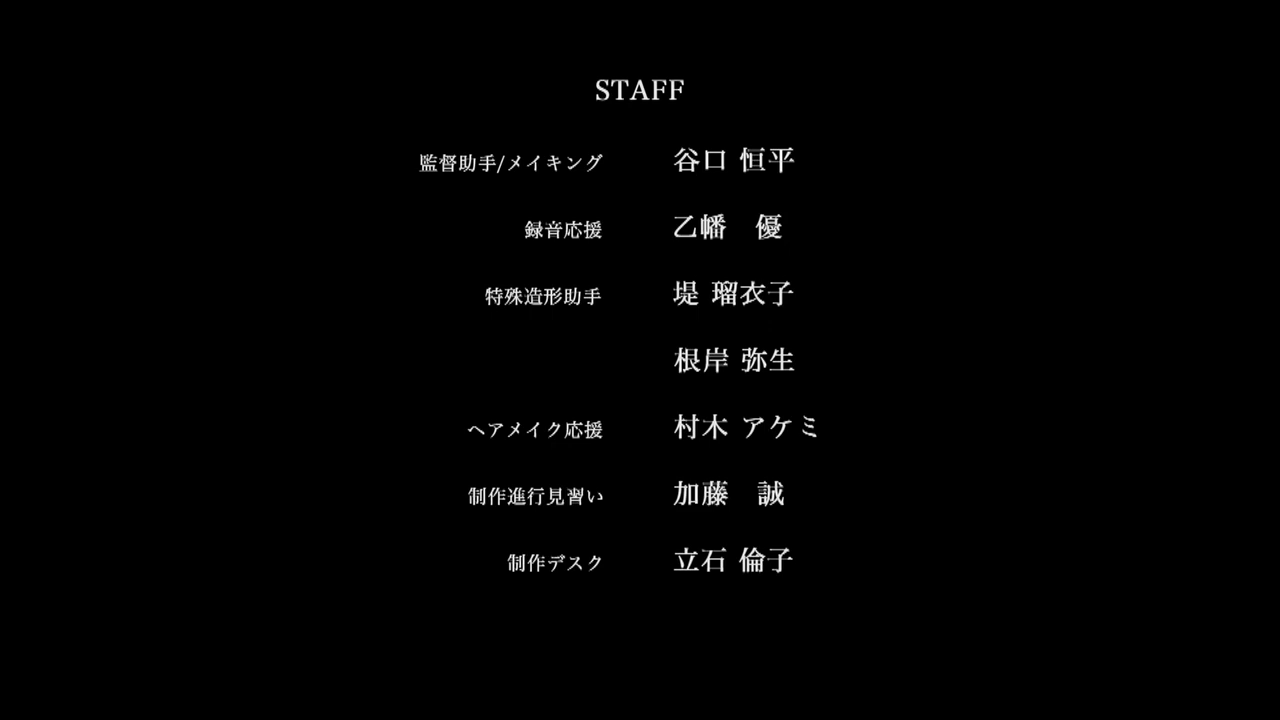 STAFF
監督助手/メイキング 谷口 恒平
録音応援 乙幡 優
特殊造形助手 堤 瑠衣子
根岸 弥生
ヘアメイク応援 村木 アケミ
制作進行見習い 加藤 誠
制作デスク 立石 倫子